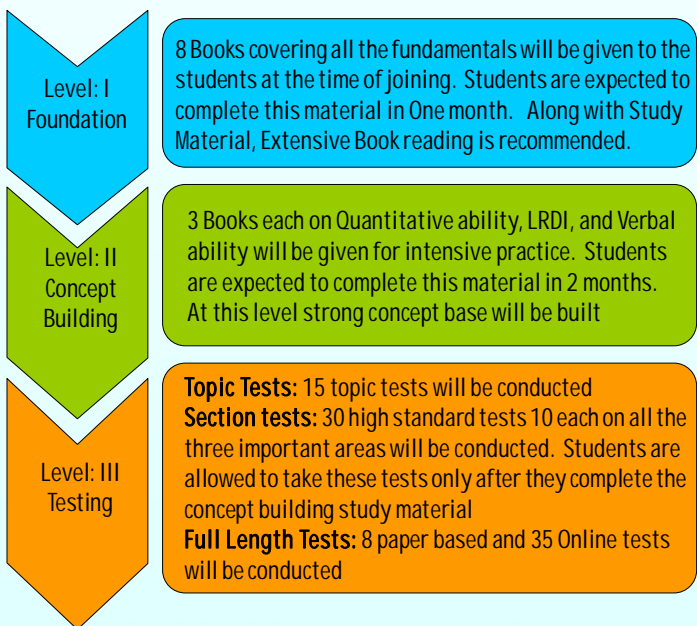 Level: I
Foundation
8 Books covering all the fundamentals will be given to the
students at the time of joining. Students are expected to
complete this material in One month. Along with Study
Material, Extensive Book reading is recommended.
Level: II
Concept
Building
3 Books each on Quantitative ability, LRDI, and Verbal
ability will be given for intensive practice. Students
are expected to complete this material in 2 months.
At this level strong concept base will be built
Level: III
Testing
Topic Tests: 15 topic tests will be conducted
Section tests: 30 high standard tests 10 each on all the
three important areas will be conducted. Students are
allowed to take these tests only after they complete the
concept building study material
Full Length Tests: 8 paper based and 35 Online tests
will be conducted